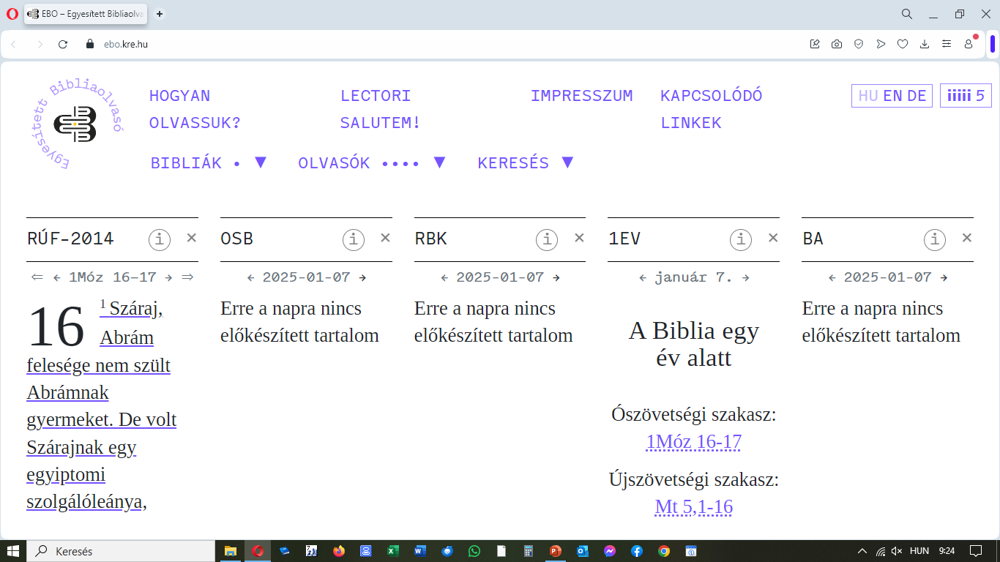 EBO – Egyesített Bibliaolva
ebo.kre.hu
Egyesített Bibliaolvasó
HOGYAN OLVASSUK?
LECTORI SALUTEM!
IMPRESSZUM
KAPCSOLÓDÓ LINKEK
HU EN DE
iiiii 5
BIBLIÁK • ▼
OLVASÓK •••• ▼
KERESÉS ▼
RÚF-2014 i ×
⇐ ← 1Móz 16–17 → ⇒
16 1 Száraj,
Abrám
felesége nem szült
Abrámnak
gyermeket. De volt
Szárajnak egy
egyiptomi
szolgálóleánya,
OSB i ×
← 2025-01-07 →
Erre a napra nincs
előkészített tartalom
RBK i ×
← 2025-01-07 →
Erre a napra nincs
előkészített tartalom
1EV i ×
← január 7. →
A Biblia egy
év alatt
Ószövetségi szakasz:
1Móz 16-17
Újszövetségi szakasz:
Mt 5,1-16
BA i ×
← 2025-01-07 →
Erre a napra nincs
előkészített tartalom
Keresés
HUN
9:24